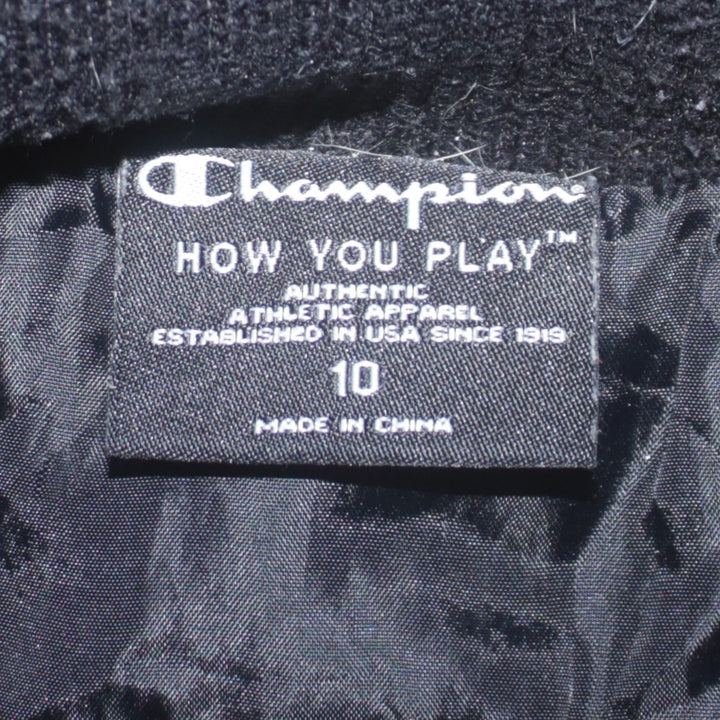 Champion®
HOW YOU PLAY™
AUTHENTIC
ATHLETIC APPAREL
ESTABLISHED IN USA SINCE 1919
10
MADE IN CHINA